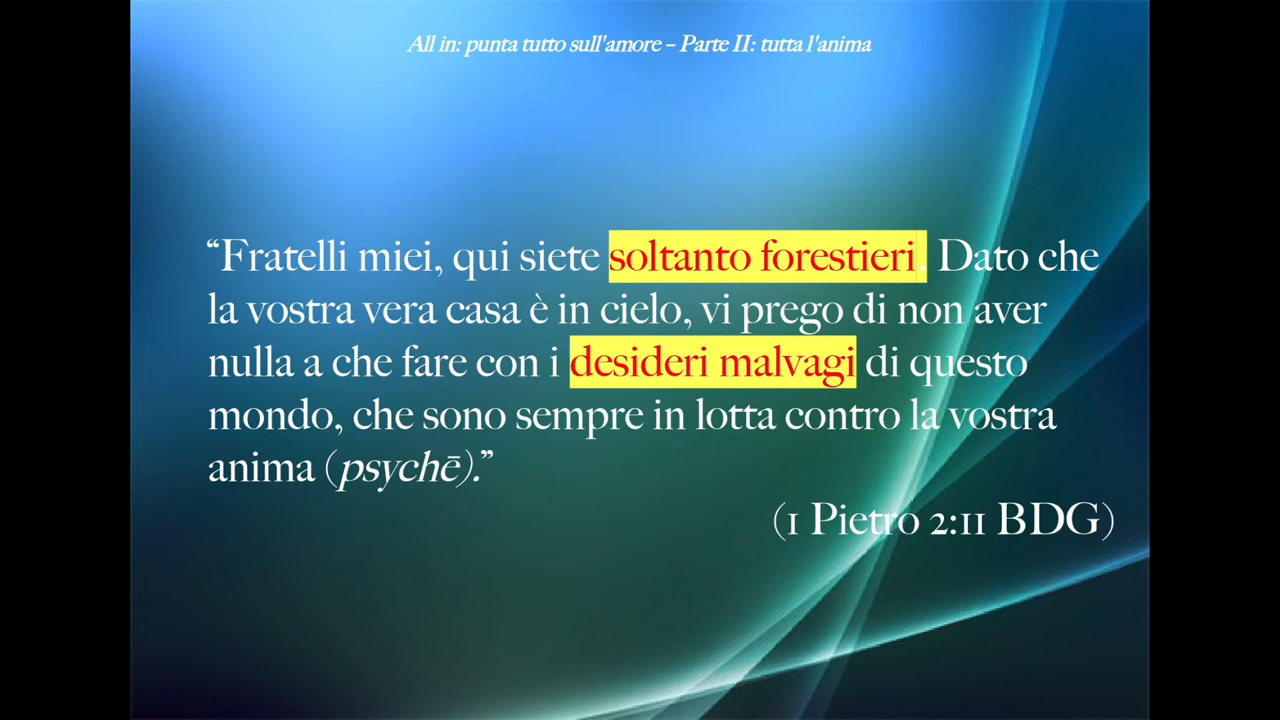 All in: punta tutto sull'amore – Parte II: tutta l'anima
“Fratelli miei, qui siete soltanto forestieri. Dato che
la vostra vera casa è in cielo, vi prego di non aver
nulla a che fare con i desideri malvagi di questo
mondo, che sono sempre in lotta contro la vostra
anima (psychē).”
(1 Pietro 2:11 BDG)